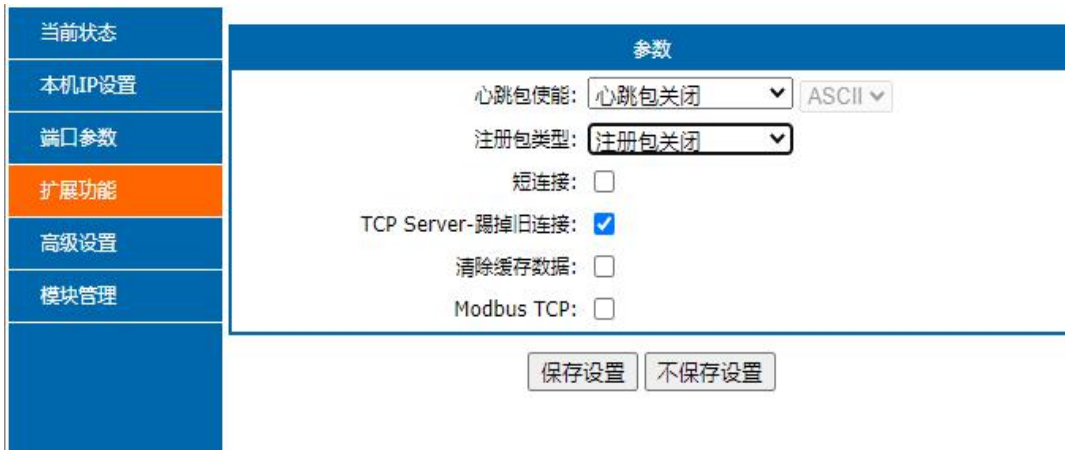 当前状态
本机IP设置
端口参数
扩展功能
高级设置
模块管理
参数
心跳包使能: 心跳包关闭 ASCII
注册包类型: 注册包关闭
短连接:
TCP Server-踢掉旧连接:
清除缓存数据:
Modbus TCP:
保存设置 不保存设置